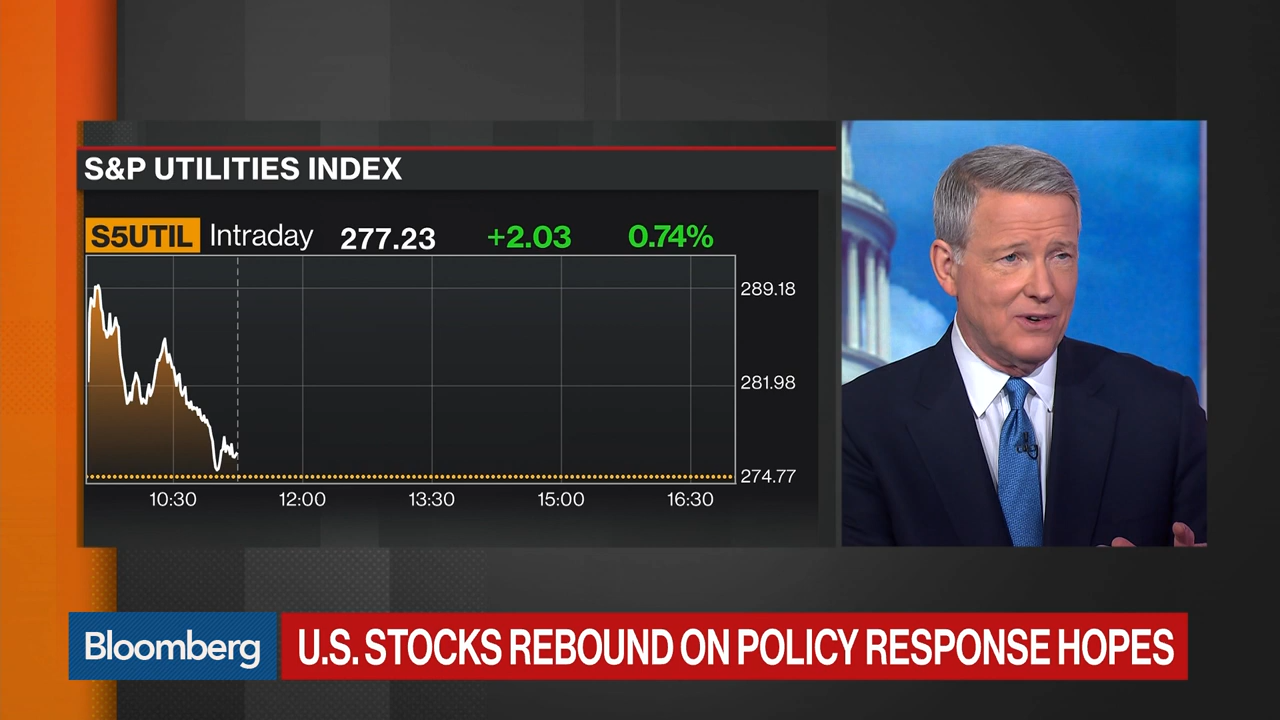 S&P UTILITIES INDEX
S5UTIL Intraday 277.23 +2.03 0.74%
289.18
281.98
274.77
10:30 12:00 13:30 15:00 16:30
Bloomberg U.S. STOCKS REBOUND ON POLICY RESPONSE HOPES